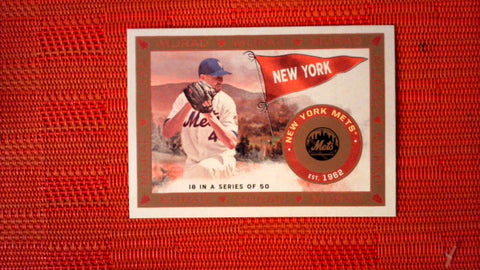 NEW YORK
Mets
4
NEW YORK METS
Mets
EST. 1962
18 IN A SERIES OF 50